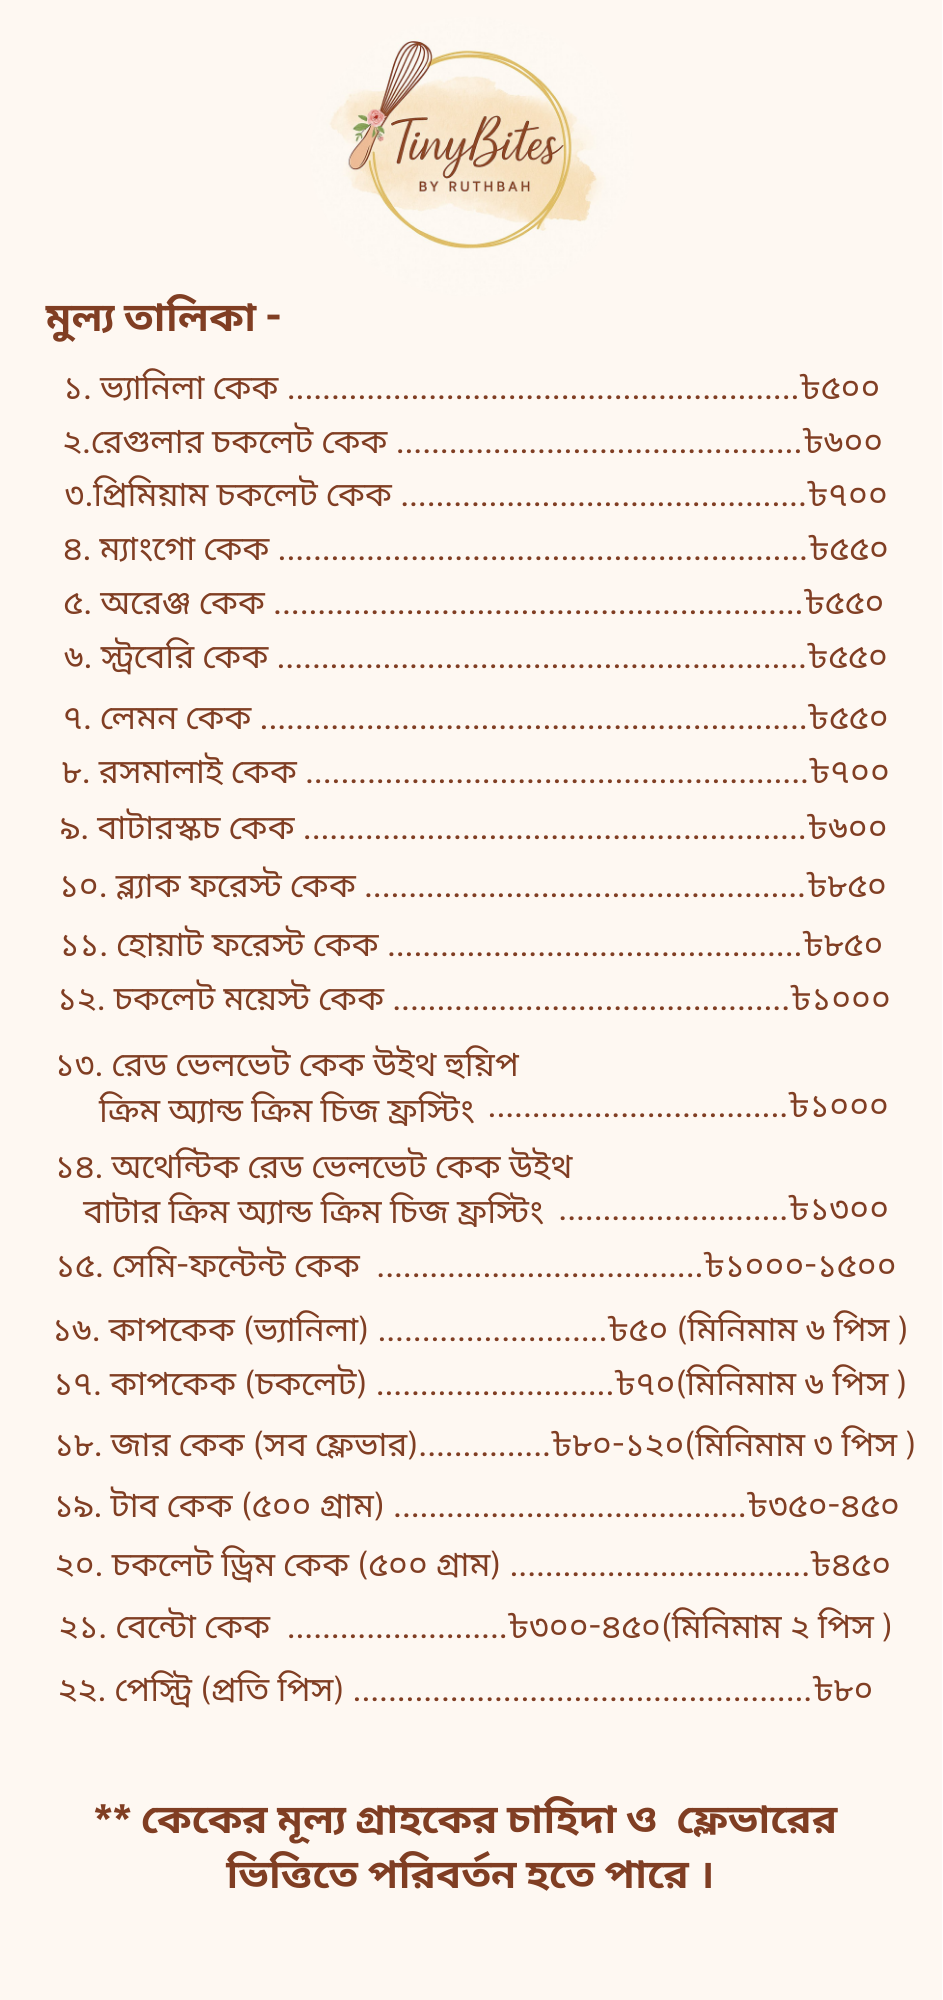 TinyBites
BY RUTHBAH
মুল্য তালিকা -
১. ভ্যানিলা কেক ..........................................................৳৫০০
২.রেগুলার চকলেট কেক ..............................................৳৬০০
৩.প্রিমিয়াম চকলেট কেক ..............................................৳৭০০
৪. ম্যাংগো কেক ............................................................৳৫৫০
৫. অরেঞ্জ কেক ............................................................৳৫৫০
৬. স্ট্রবেরি কেক ............................................................৳৫৫০
৭. লেমন কেক ..............................................................৳৫৫০
৮. রসমালাই কেক .........................................................৳৭০০
৯. বাটারস্কচ কেক .........................................................৳৬০০
১০. ব্ল্যাক ফরেস্ট কেক ..................................................৳৮৫০
১১. হোয়াট ফরেস্ট কেক ...............................................৳৮৫০
১২. চকলেট ময়েস্ট কেক .............................................৳১০০০
১৩. রেড ভেলভেট কেক উইথ হুয়িপ
ক্রিম অ্যান্ড ক্রিম চিজ ফ্রস্টিং ..................................৳১০০০
১৪. অথেন্টিক রেড ভেলভেট কেক উইথ
বাটার ক্রিম অ্যান্ড ক্রিম চিজ ফ্রস্টিং ..........................৳১৩০০
১৫. সেমি-ফন্টেন্ট কেক .....................................৳১০০০-১৫০০
১৬. কাপকেক (ভ্যানিলা) ..........................৳৫০ (মিনিমাম ৬ পিস )
১৭. কাপকেক (চকলেট) ...........................৳৭০(মিনিমাম ৬ পিস )
১৮. জার কেক (সব ফ্লেভার)...............৳৮০-১২০(মিনিমাম ৩ পিস )
১৯. টাব কেক (৫০০ গ্রাম) ........................................৳৩৫০-৪৫০
২০. চকলেট ড্রিম কেক (৫০০ গ্রাম) ..................................৳৪৫০
২১. বেন্টো কেক .........................৳৩০০-৪৫০(মিনিমাম ২ পিস )
২২. পেস্ট্রি (প্রতি পিস) ....................................................৳৮০
** কেকের মূল্য গ্রাহকের চাহিদা ও ফ্লেভারের
ভিত্তিতে পরিবর্তন হতে পারে ।